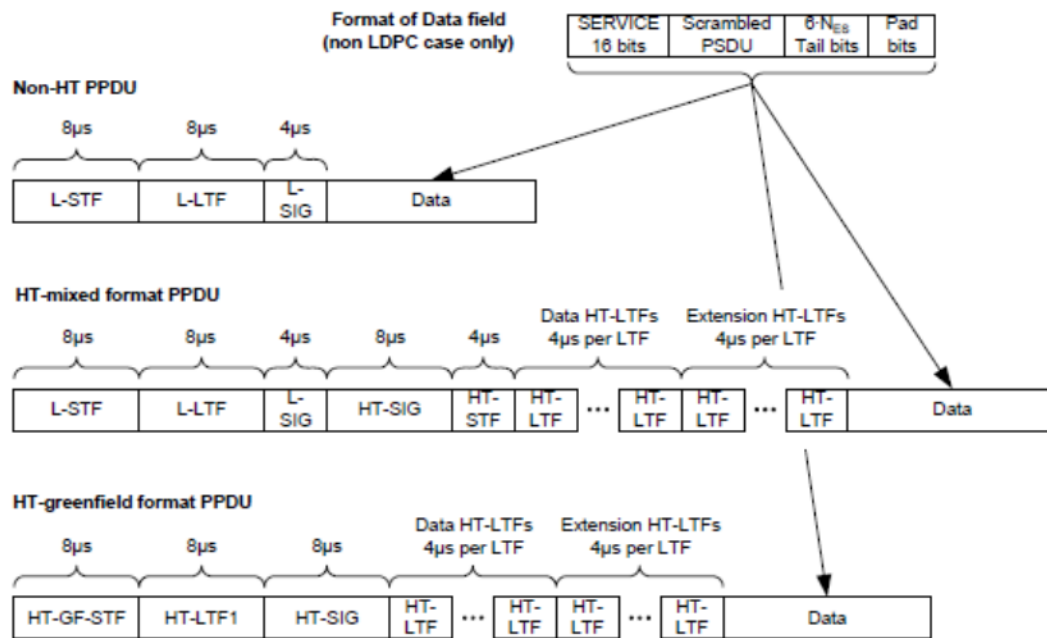 Format of Data field
(non LDPC case only)
SERVICE
16 bits
Scrambled
PSDU
6·N_ES
Tail bits
Pad
bits
Non-HT PPDU
8µs
8µs
4µs
L-STF
L-LTF
L-
SIG
Data
HT-mixed format PPDU
Data HT-LTFs
4µs per LTF
Extension HT-LTFs
4µs per LTF
8µs
8µs
4µs
8µs
4µs
L-STF
L-LTF
L-
SIG
HT-SIG
HT-
STF
HT-
LTF
...
HT-
LTF
HT-
LTF
...
HT-
LTF
Data
HT-greenfield format PPDU
Data HT-LTFs
4µs per LTF
Extension HT-LTFs
4µs per LTF
8µs
8µs
8µs
HT-GF-STF
HT-LTF1
HT-SIG
HT-
LTF
...
HT-
LTF
HT-
LTF
...
HT-
LTF
Data